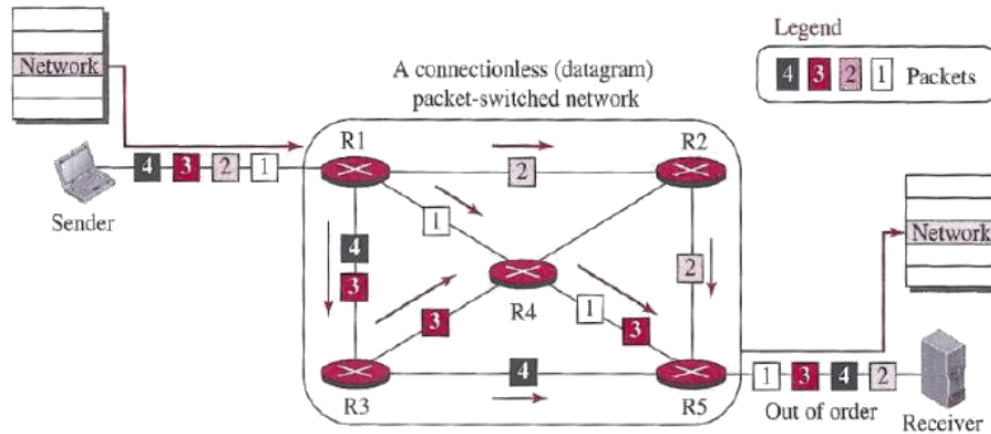 Legend
4 3 2 1 Packets
Network
A connectionless (datagram)
packet-switched network
R1
R2
4 3 2 1
2
Sender
1
Network
4
3
2
R4
3
1
3
4
R3
R5
1 3 4 2
Out of order
Receiver